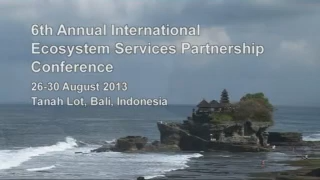 6th Annual International
Ecosystem Services Partnership
Conference
26-30 August 2013
Tanah Lot, Bali, Indonesia